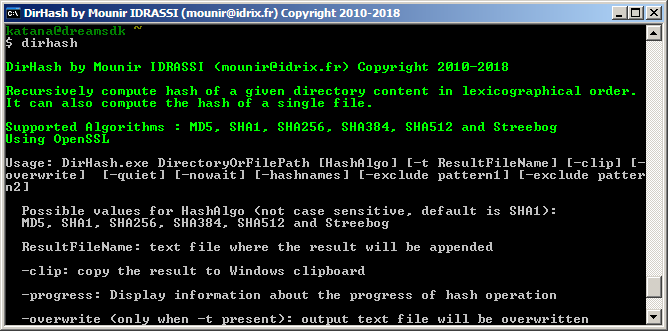 DirHash by Mounir IDRASSI (mounir@idrix.fr) Copyright 2010-2018
katana@dreamsdk ~
$ dirhash
DirHash by Mounir IDRASSI (mounir@idrix.fr) Copyright 2010-2018
Recursively compute hash of a given directory content in lexicographical order.
It can also compute the hash of a single file.
Supported Algorithms : MD5, SHA1, SHA256, SHA384, SHA512 and Streebog
Using OpenSSL
Usage: DirHash.exe DirectoryOrFilePath [HashAlgo] [-t ResultFileName] [-clip] [-
overwrite]  [-quiet] [-nowait] [-hashnames] [-exclude pattern1] [-exclude patter
n2]
Possible values for HashAlgo (not case sensitive, default is SHA1):
MD5, SHA1, SHA256, SHA384, SHA512 and Streebog
ResultFileName: text file where the result will be appended
-clip: copy the result to Windows clipboard
-progress: Display information about the progress of hash operation
-overwrite (only when -t present): output text file will be overwritten